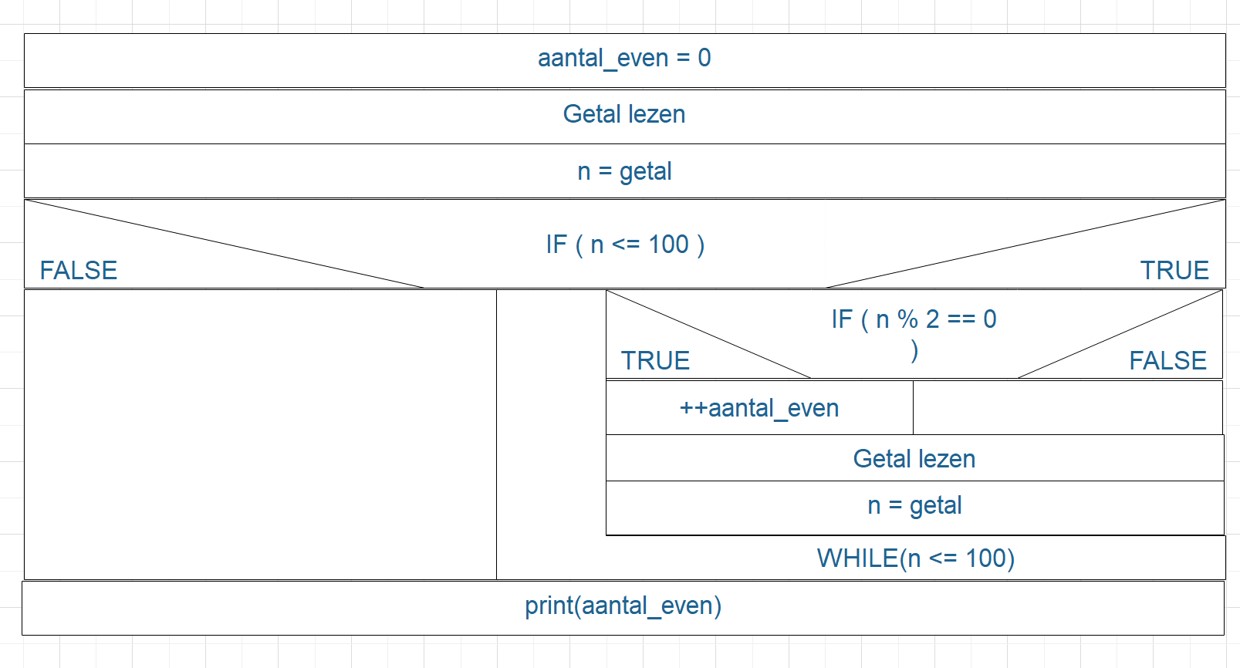 aantal_even = 0
Getal lezen
n = getal
IF ( n <= 100 )
FALSE
TRUE
IF ( n % 2 == 0
)
TRUE
FALSE
++aantal_even
Getal lezen
n = getal
WHILE(n <= 100)
print(aantal_even)